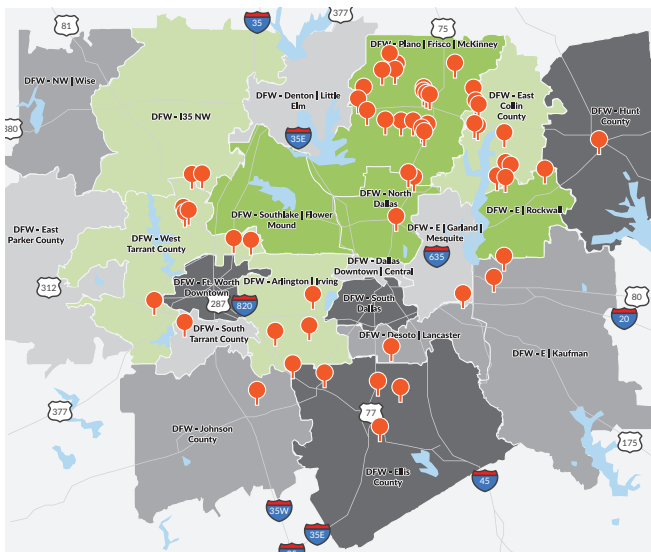 35
377
81
75
DFW - Plano | Frisco | McKinney
DFW - NW | Wise
DFW - Denton | Little
Elm
DFW - East
Collin
County
DFW - I35 NW
DFW - Hunt
County
380
35E
DFW - North
Dallas
DFW - Southlake | Flower
Mound
DFW - E | Rockwall
DFW - East
Parker County
DFW - West
Tarrant County
DFW - E | Garland |
Mesquite
635
DFW - Dallas
Downtown | Central
312
DFW - Ft. Worth
Downtown
DFW - Arlington | Irving
287
820
80
DFW - South
Dallas
20
DFW - South
Tarrant County
DFW - Desoto | Lancaster
DFW - E | Kaufman
377
77
DFW - Johnson
County
175
DFW - Ellis
County
45
35W
35E